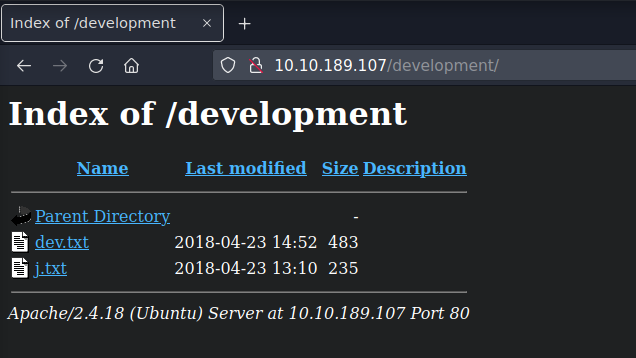 Index of /development
10.10.189.107/development/
Index of /development
Name Last modified Size Description
Parent Directory -
dev.txt 2018-04-23 14:52 483
j.txt 2018-04-23 13:10 235
Apache/2.4.18 (Ubuntu) Server at 10.10.189.107 Port 80